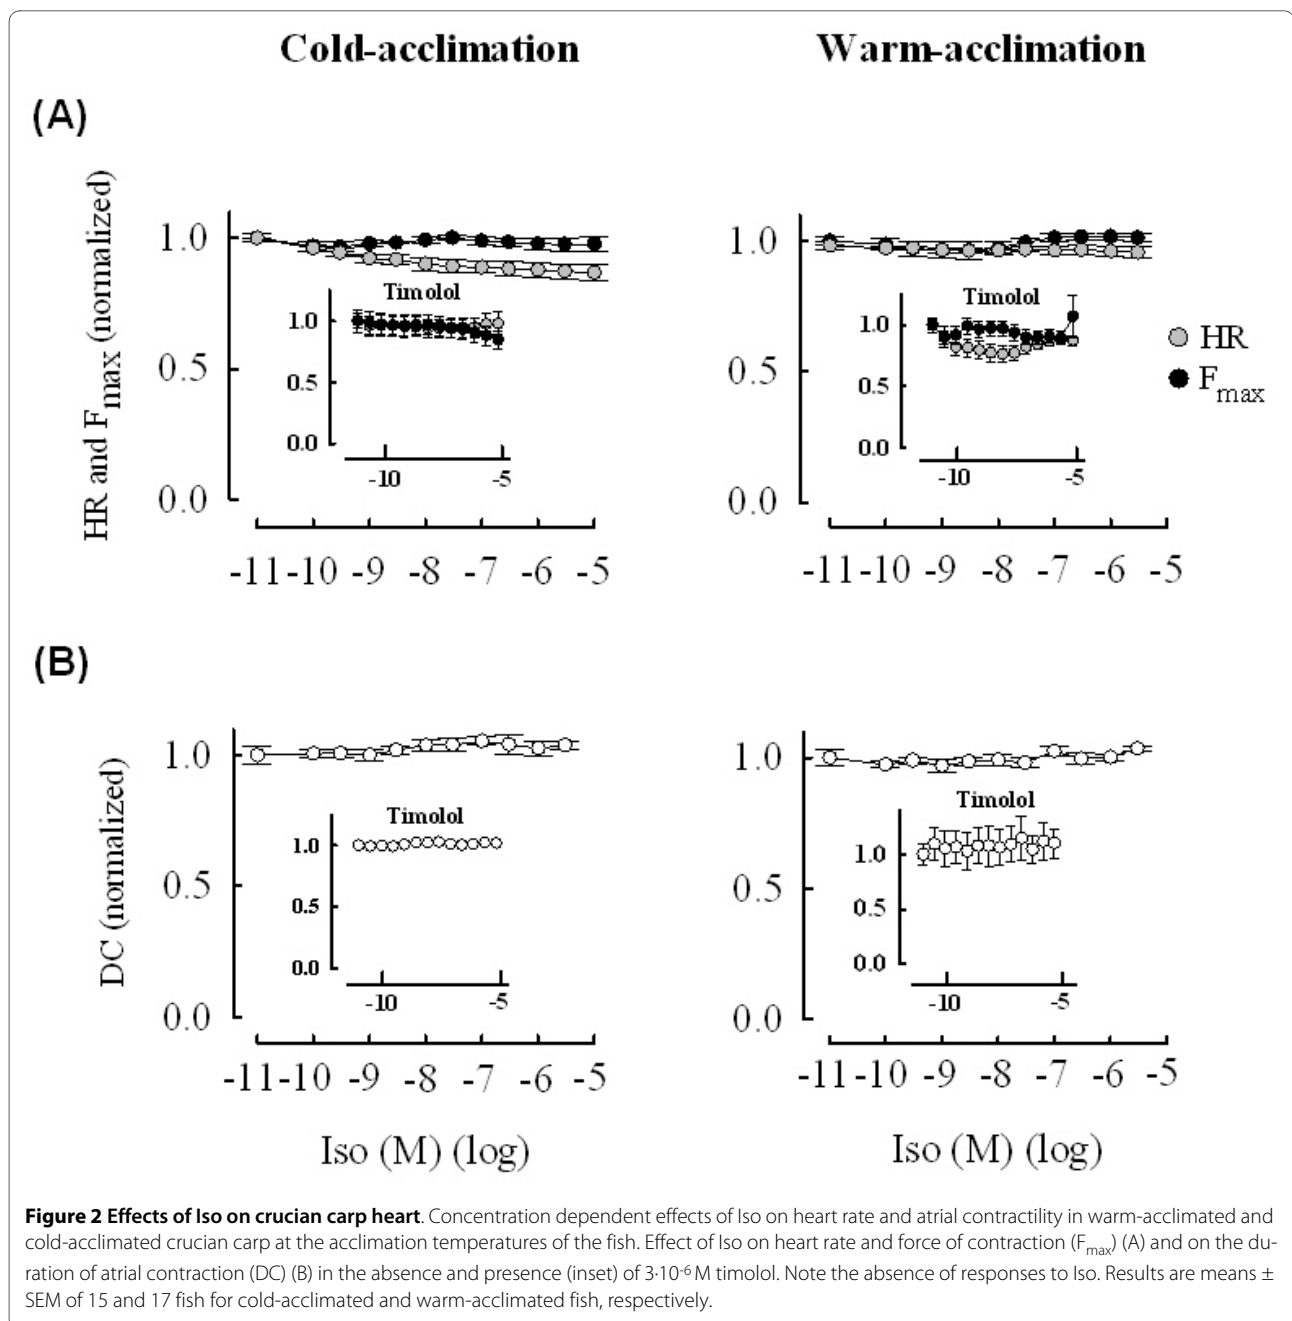 Cold-acclimation
Warm-acclimation
(A)
HR and Fmax (normalized)
1.0
0.5
0.0
Timolol
1.0
0.5
0.0
-10
-5
-11 -10 -9 -8 -7 -6 -5
1.0
0.5
0.0
Timolol
1.0
0.5
0.0
-10
-5
-11 -10 -9 -8 -7 -6 -5
HR
Fmax
(B)
DC (normalized)
1.0
0.5
0.0
Timolol
1.0
0.5
0.0
-10
-5
-11 -10 -9 -8 -7 -6 -5
Iso (M) (log)
1.0
0.5
0.0
Timolol
1.0
0.5
0.0
-10
-5
-11 -10 -9 -8 -7 -6 -5
Iso (M) (log)
Figure 2 Effects of Iso on crucian carp heart. Concentration dependent effects of Iso on heart rate and atrial contractility in warm-acclimated and
cold-acclimated crucian carp at the acclimation temperatures of the fish. Effect of Iso on heart rate and force of contraction (Fmax) (A) and on the du-
ration of atrial contraction (DC) (B) in the absence and presence (inset) of 3·10⁻⁶ M timolol. Note the absence of responses to Iso. Results are means ±
SEM of 15 and 17 fish for cold-acclimated and warm-acclimated fish, respectively.